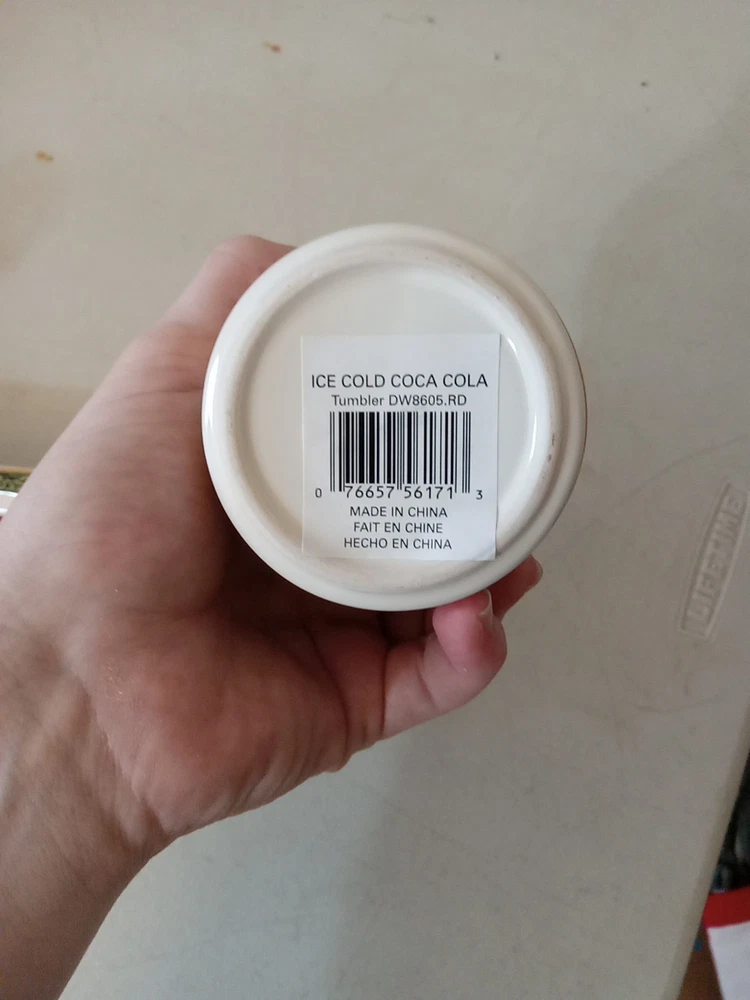 ICE COLD COCA COLA
Tumbler DW8605.RD
0 76657 56171 3
MADE IN CHINA
FAIT EN CHINE
HECHO EN CHINA
LIFETIME